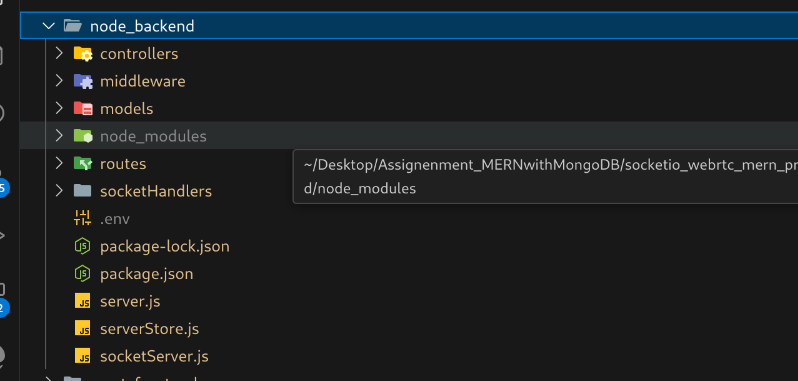 node_backend
controllers
middleware
models
node_modules
routes
~/Desktop/Assignenment_MERNwithMongoDB/socketio_webrtc_mern_pr
d/node_modules
socketHandlers
.env
package-lock.json
package.json
server.js
serverStore.js
socketServer.js